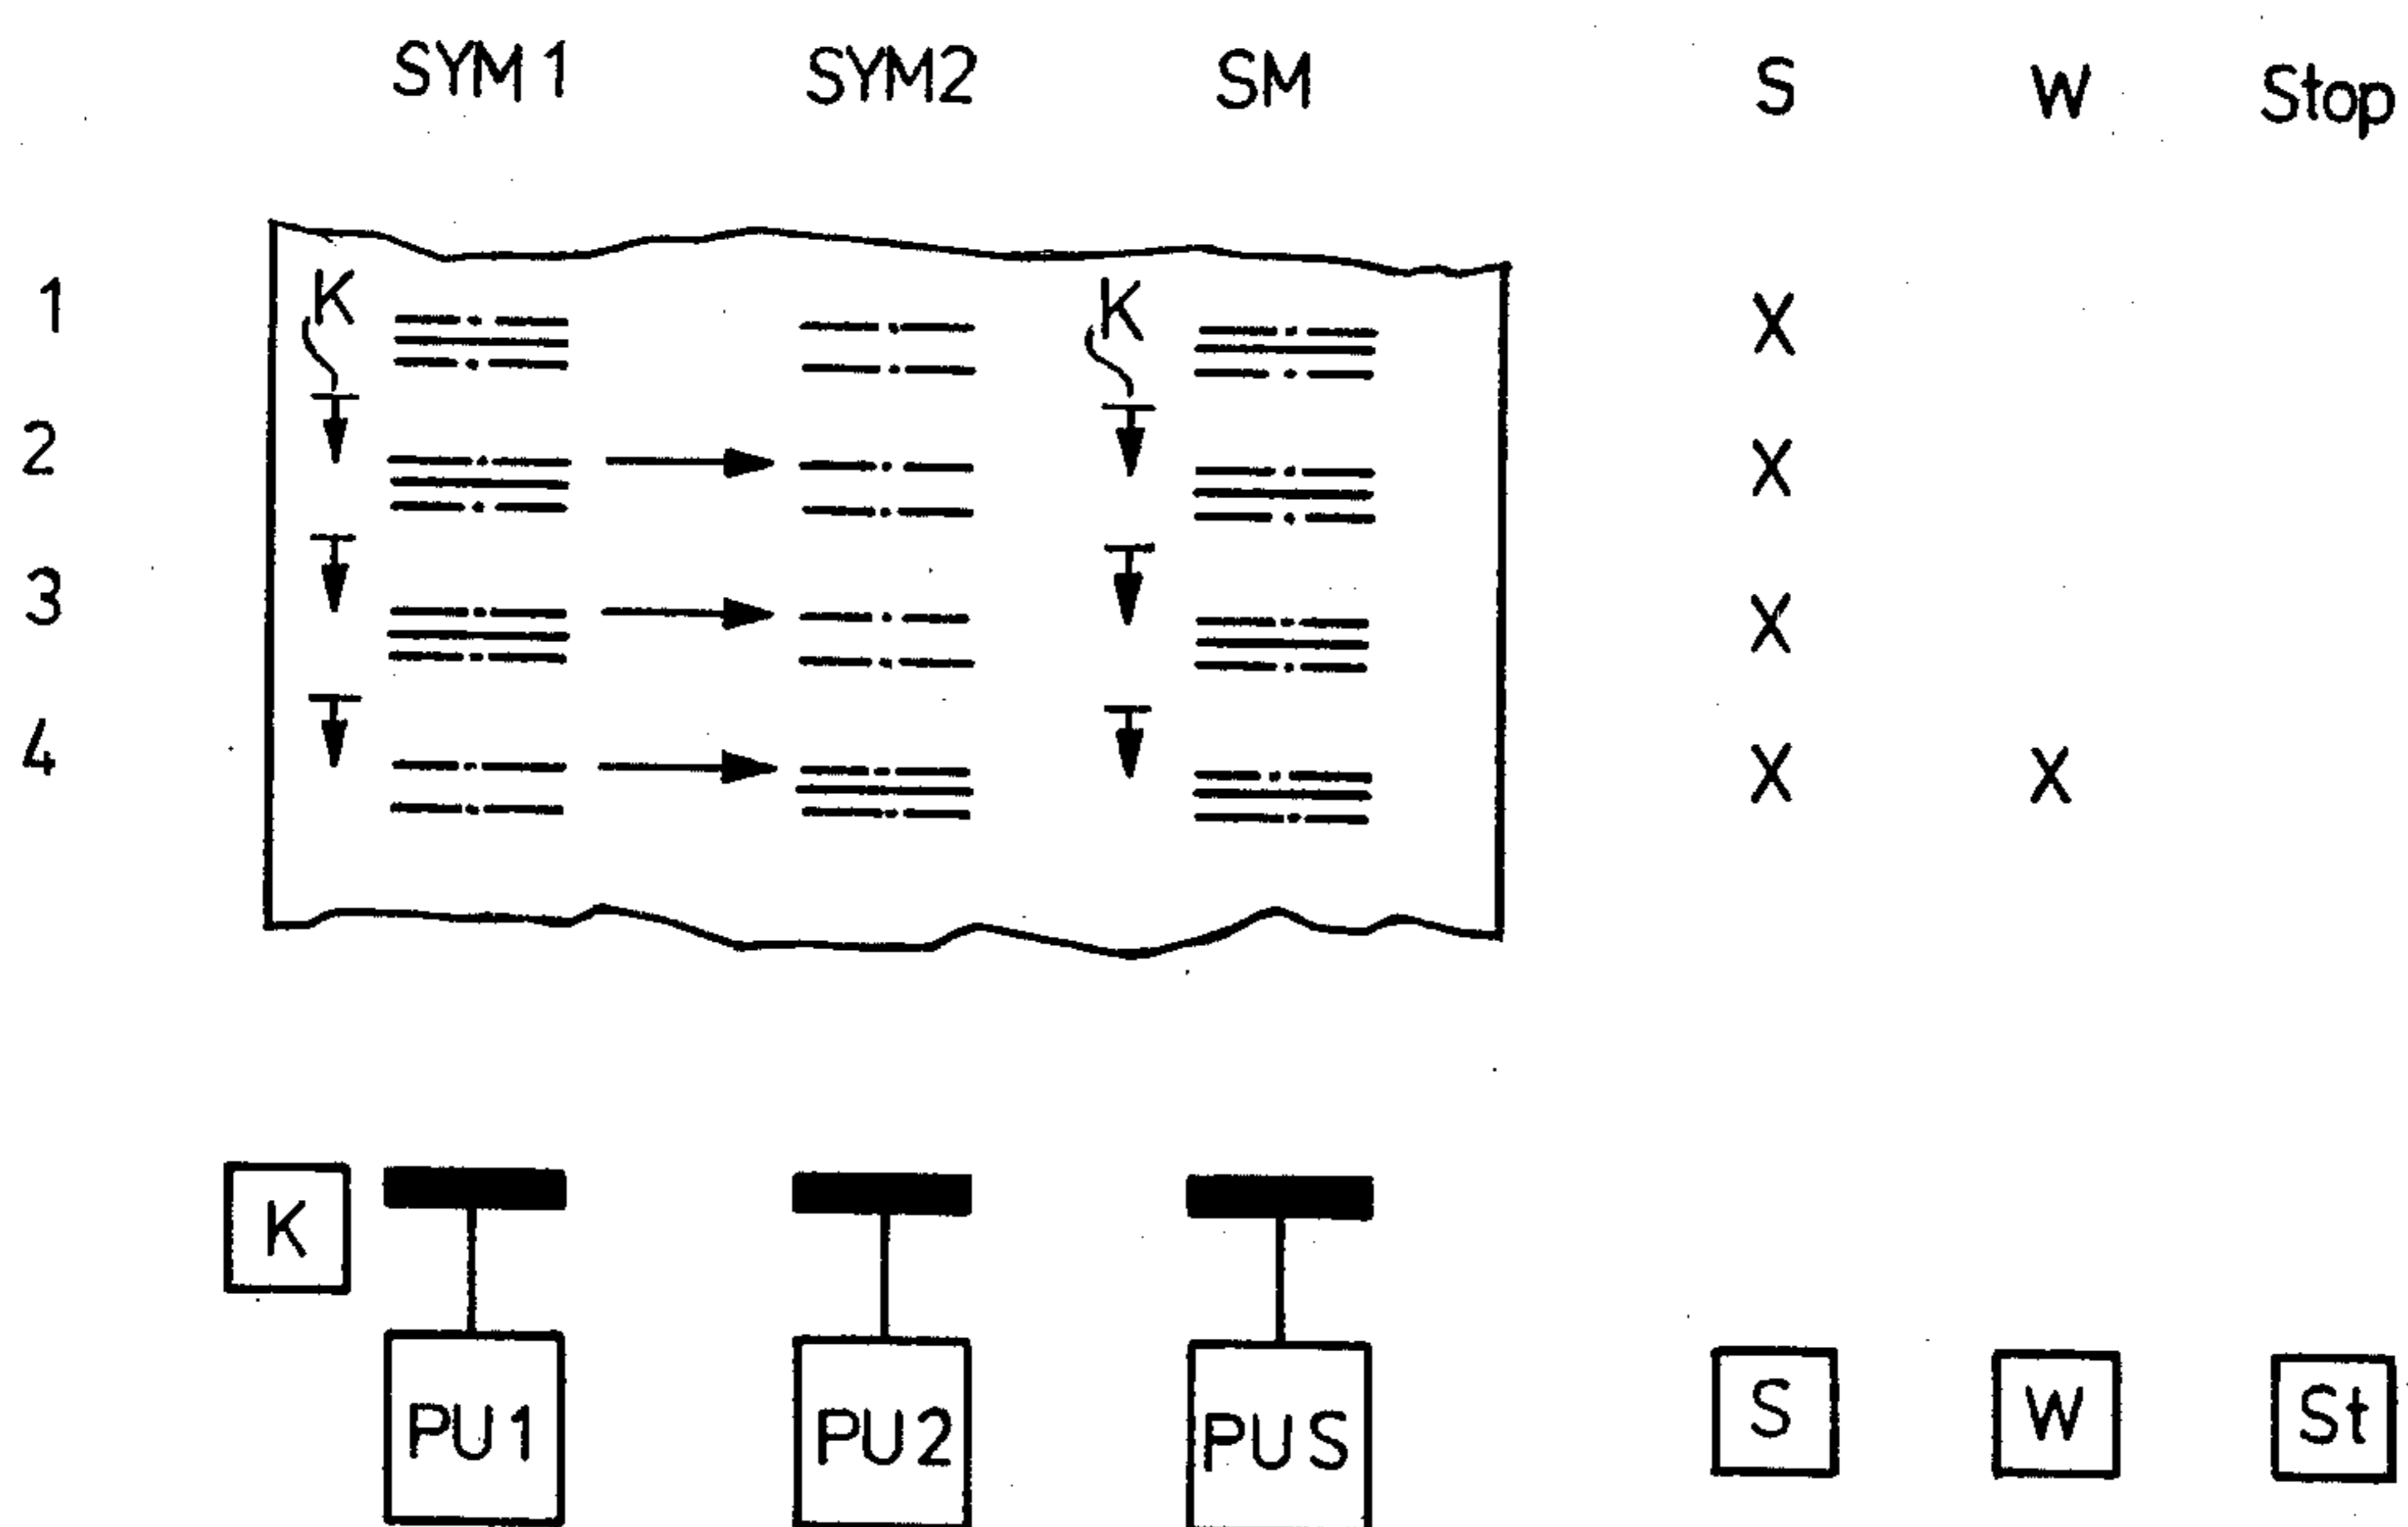 SYM1 SYM2 SM S W Stop
1 K K X
2 X
3 X
4 X X
K
PU1 PU2 PUS S W St